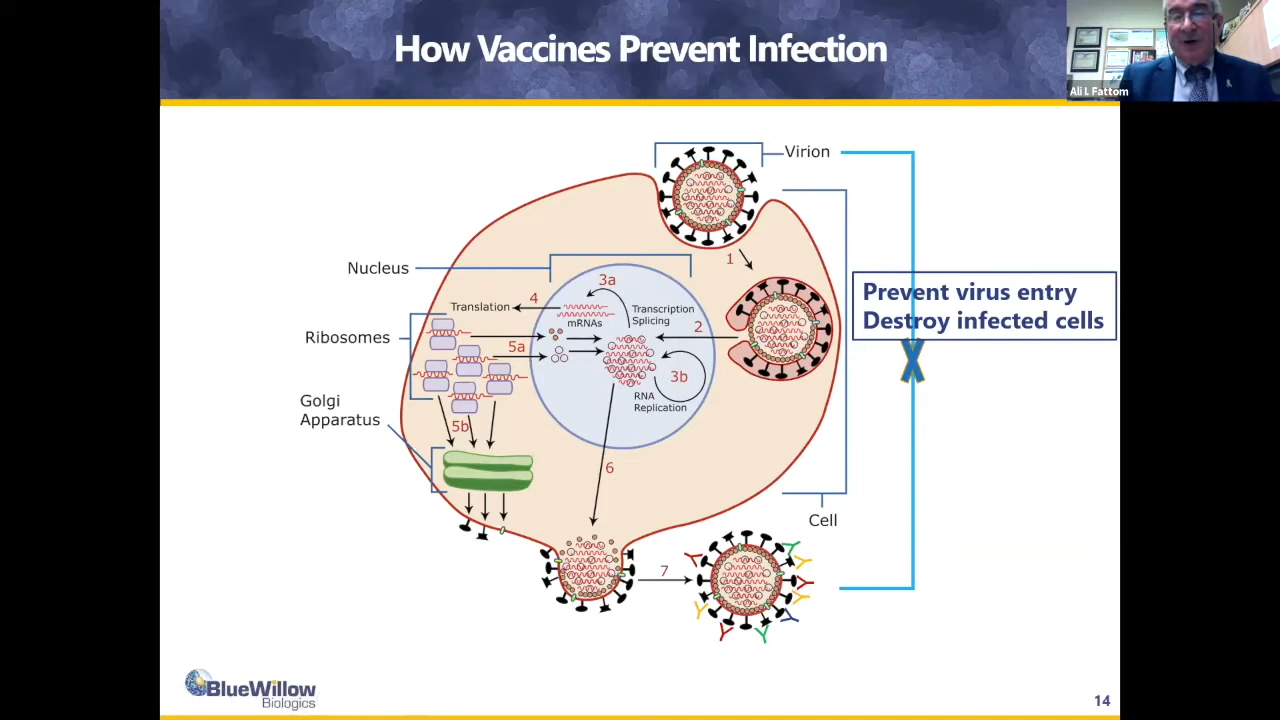 How Vaccines Prevent Infection
Ali L Fattom
Virion
1
Nucleus
3a
4
Translation
Transcription
Splicing
mRNAs
2
Ribosomes
5a
3b
RNA
Replication
Prevent virus entry
Destroy infected cells
Golgi
Apparatus
5b
6
Cell
7
BlueWillow
Biologics
14